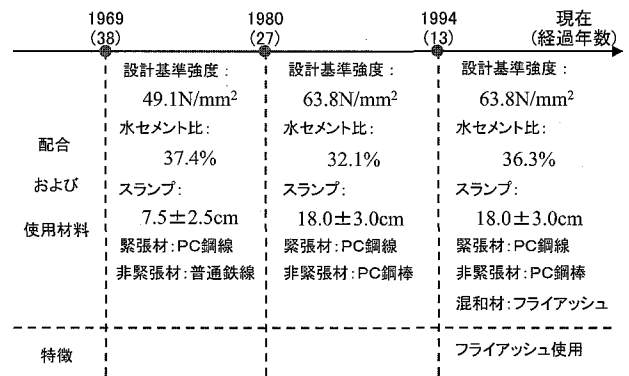 1969 1980 1994 現在
(38) (27) (13) (経過年数)
配合
および
使用材料
設計基準強度：
49.1N/mm²
水セメント比：
37.4%
スランプ：
7.5±2.5cm
緊張材：PC鋼線
非緊張材：普通鉄線
設計基準強度：
63.8N/mm²
水セメント比：
32.1%
スランプ：
18.0±3.0cm
緊張材：PC鋼線
非緊張材：PC鋼棒
設計基準強度：
63.8N/mm²
水セメント比：
36.3%
スランプ：
18.0±3.0cm
緊張材：PC鋼線
非緊張材：PC鋼棒
混和材：フライアッシュ
特徴
フライアッシュ使用